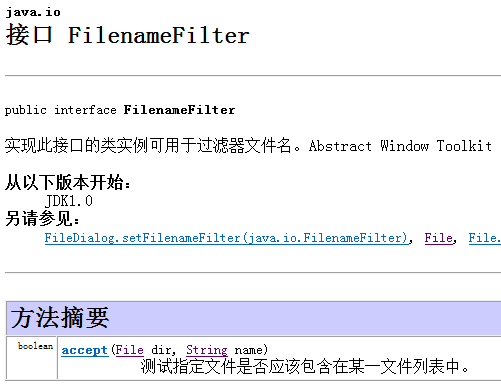 java.io
接口 FilenameFilter
public interface FilenameFilter
实现此接口的类实例可用于过滤器文件名。Abstract Window Toolkit
从以下版本开始：
JDK1.0
另请参见：
FileDialog.setFilenameFilter(java.io.FilenameFilter), File, File.
方法摘要
boolean accept(File dir, String name)
测试指定文件是否应该包含在某一文件列表中。